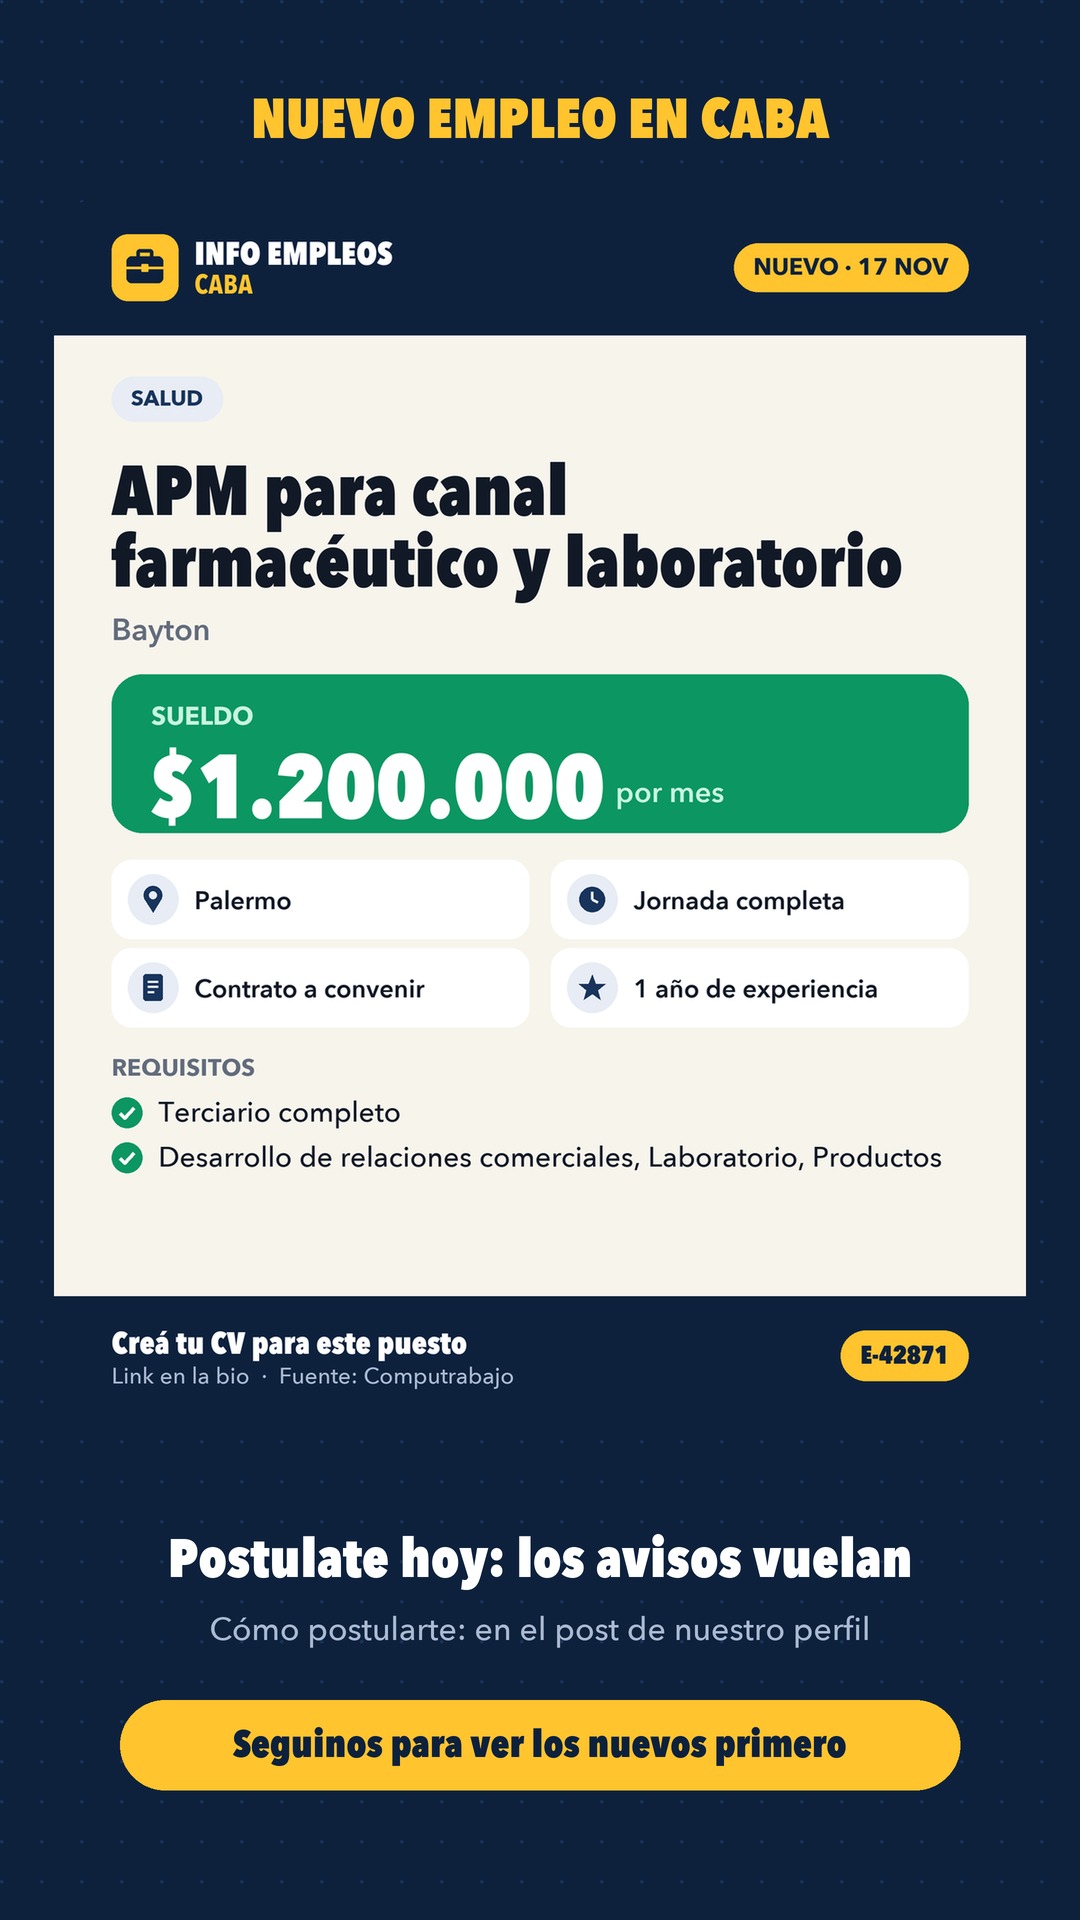 NUEVO EMPLEO EN CABA
INFO EMPLEOS
CABA
NUEVO · 17 NOV
SALUD
APM para canal
farmacéutico y laboratorio
Bayton
SUELDO
$1.200.000 por mes
Palermo
Jornada completa
Contrato a convenir
1 año de experiencia
REQUISITOS
Terciario completo
Desarrollo de relaciones comerciales, Laboratorio, Productos
Creá tu CV para este puesto
Link en la bio · Fuente: Computrabajo
E-42871
Postulate hoy: los avisos vuelan
Cómo postularte: en el post de nuestro perfil
Seguinos para ver los nuevos primero